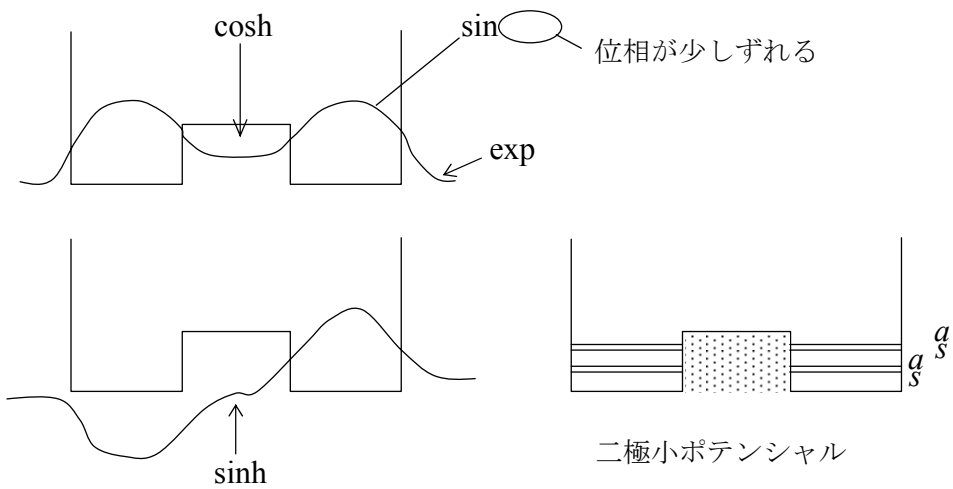 cosh
sin
位相が少しずれる
exp
a
s
a
s
sinh
二極小ポテンシャル